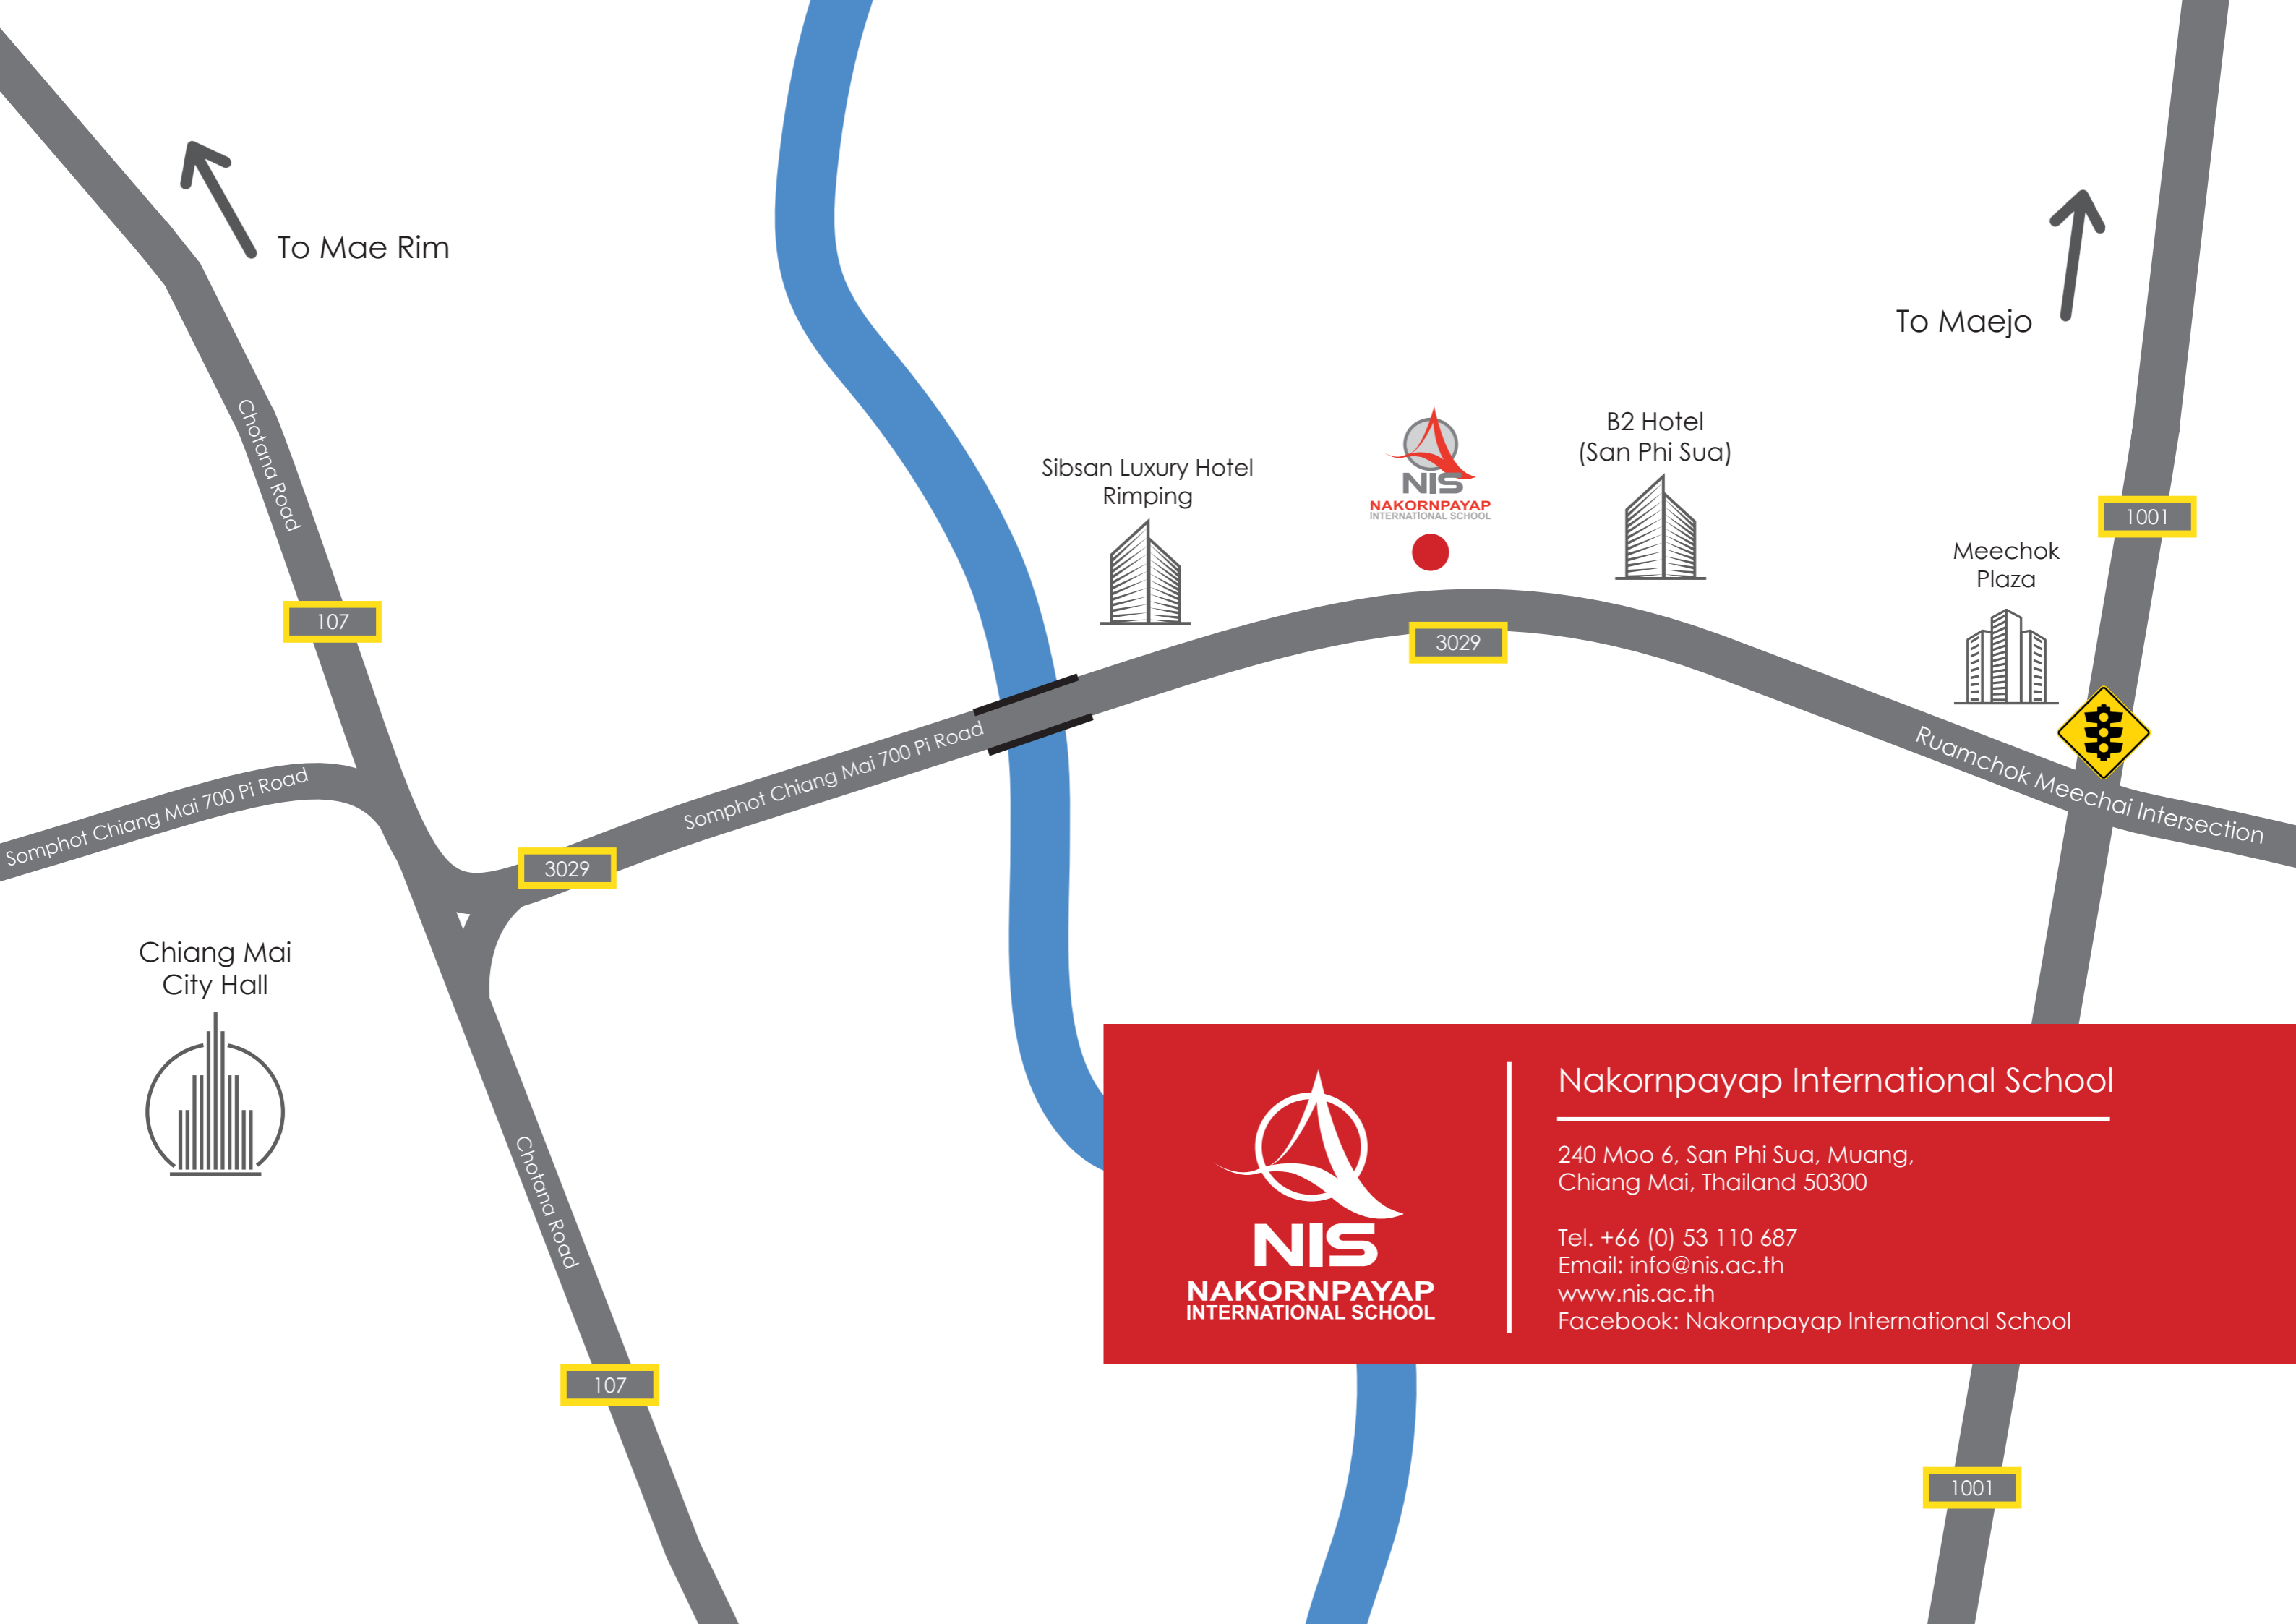 To Mae Rim
To Maejo
Chotana Road
B2 Hotel
(San Phi Sua)
Sibsan Luxury Hotel
Rimping
NIS
NAKORNPAYAP
INTERNATIONAL SCHOOL
1001
Meechok
Plaza
107
3029
Somphot Chiang Mai 700 Pi Road
Somphot Chiang Mai 700 Pi Road
Ruamchok Meechai Intersection
3029
Chiang Mai
City Hall
Chotana Road
107
NIS
NAKORNPAYAP
INTERNATIONAL SCHOOL
Nakornpayap International School
240 Moo 6, San Phi Sua, Muang,
Chiang Mai, Thailand 50300
Tel. +66 (0) 53 110 687
Email: info@nis.ac.th
www.nis.ac.th
Facebook: Nakornpayap International School
1001